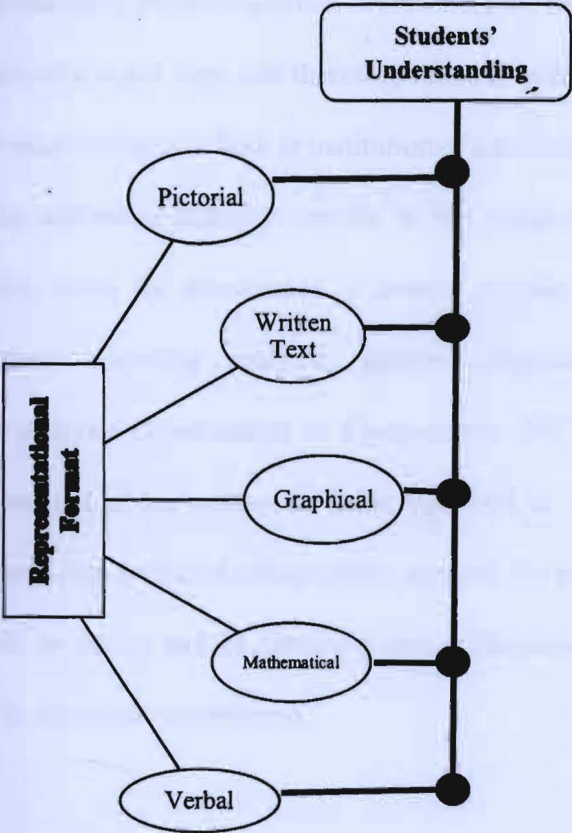 Students'
Understanding
Pictorial
Written
Text
Graphical
Representational
Format
Mathematical
Verbal